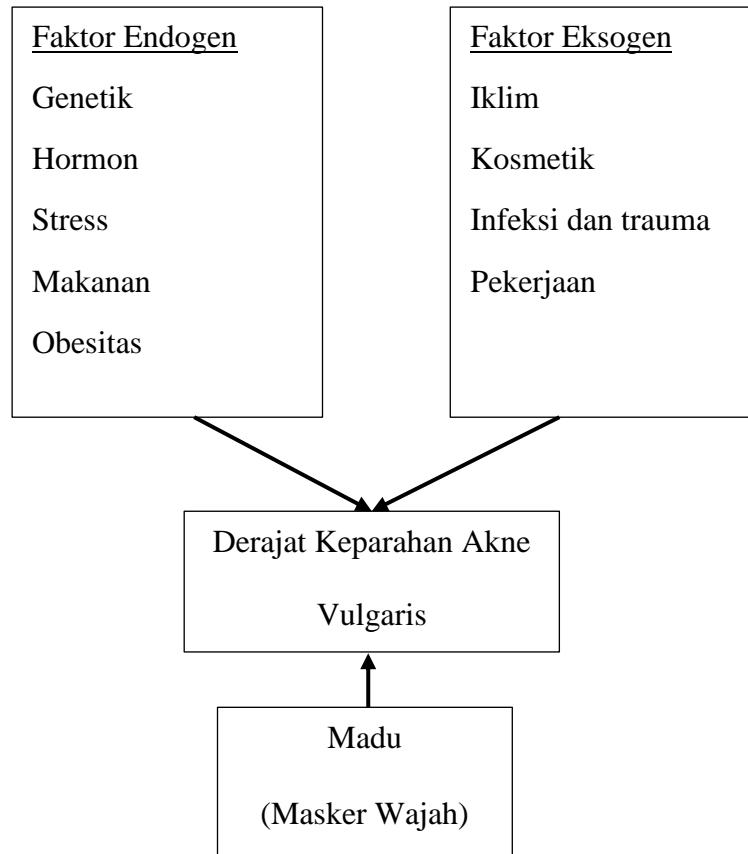 Faktor Endogen
Genetik
Hormon
Stress
Makanan
Obesitas
Faktor Eksogen
Iklim
Kosmetik
Infeksi dan trauma
Pekerjaan
Derajat Keparahan Akne
Vulgaris
Madu
(Masker Wajah)